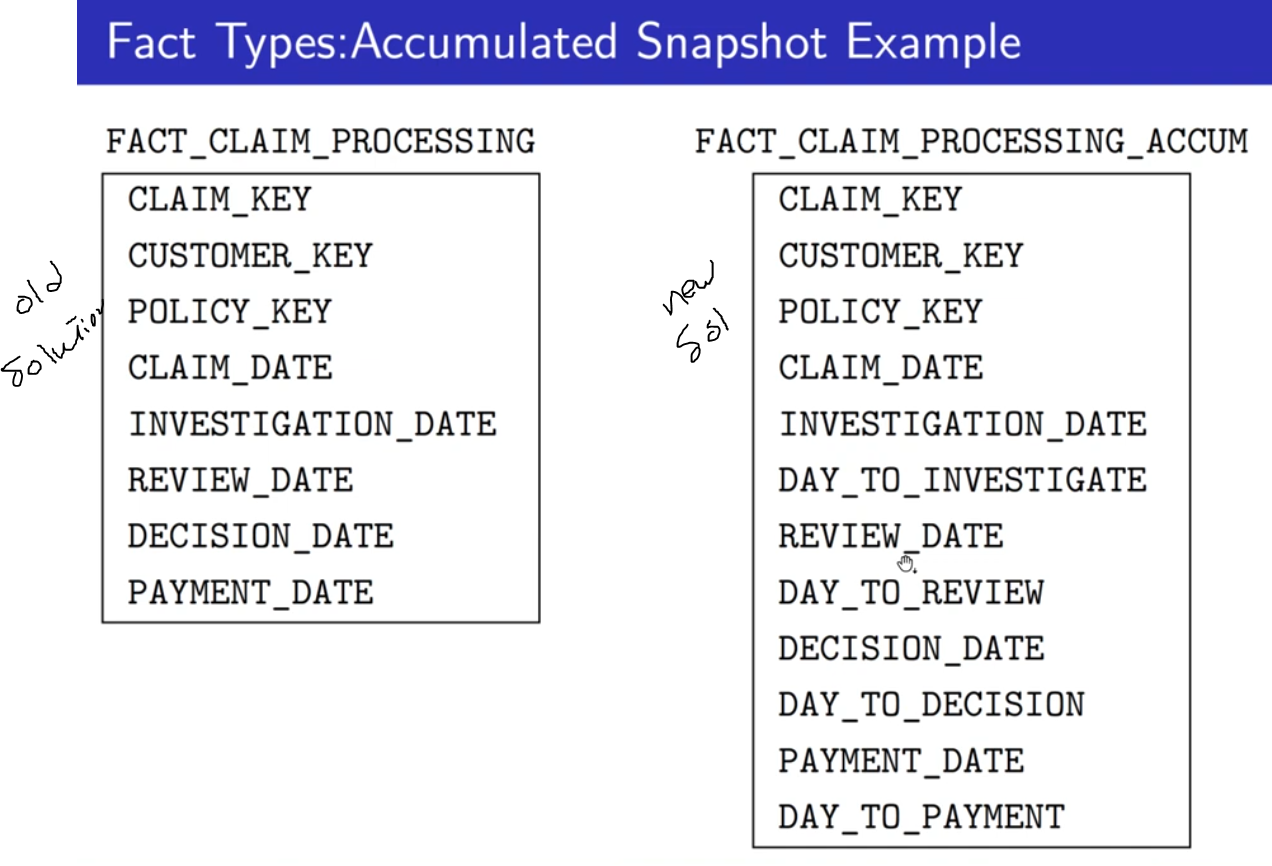 Fact Types:Accumulated Snapshot Example
FACT_CLAIM_PROCESSING
CLAIM_KEY
CUSTOMER_KEY
POLICY_KEY
CLAIM_DATE
INVESTIGATION_DATE
REVIEW_DATE
DECISION_DATE
PAYMENT_DATE
old
solution
FACT_CLAIM_PROCESSING_ACCUM
CLAIM_KEY
CUSTOMER_KEY
POLICY_KEY
CLAIM_DATE
INVESTIGATION_DATE
DAY_TO_INVESTIGATE
REVIEW_DATE
DAY_TO_REVIEW
DECISION_DATE
DAY_TO_DECISION
PAYMENT_DATE
DAY_TO_PAYMENT
new
sol